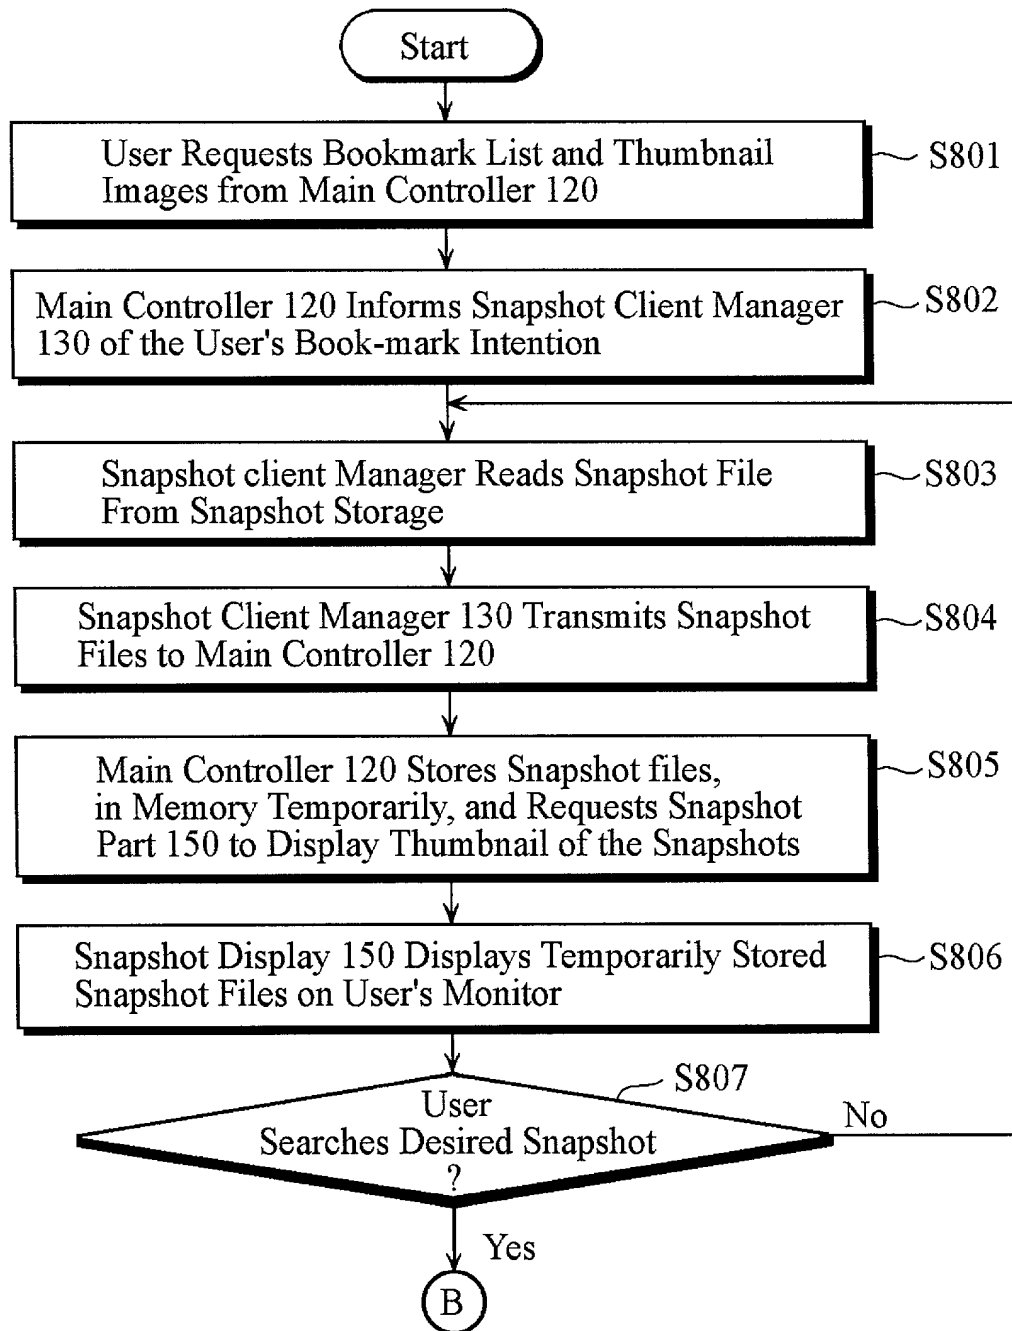 Start
User Requests Bookmark List and Thumbnail
Images from Main Controller 120
S801
Main Controller 120 Informs Snapshot Client Manager
130 of the User's Book-mark Intention
S802
Snapshot client Manager Reads Snapshot File
From Snapshot Storage
S803
Snapshot Client Manager 130 Transmits Snapshot
Files to Main Controller 120
S804
Main Controller 120 Stores Snapshot files,
in Memory Temporarily, and Requests Snapshot
Part 150 to Display Thumbnail of the Snapshots
S805
Snapshot Display 150 Displays Temporarily Stored
Snapshot Files on User's Monitor
S806
S807
User
Searches Desired Snapshot
?
No
Yes
B